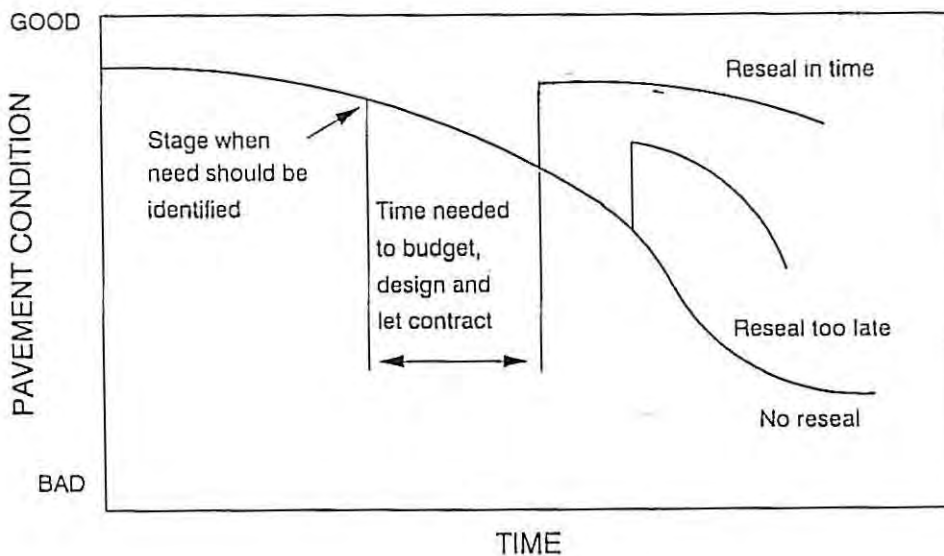 GOOD
PAVEMENT CONDITION
BAD
Stage when
need should be
identified
Time needed
to budget,
design and
let contract
Reseal in time
Reseal too late
No reseal
TIME